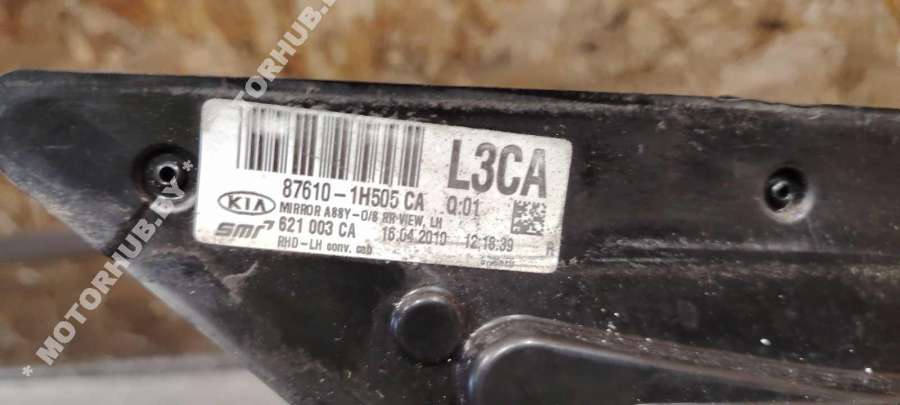 L3CA
87610-1H505 CA Q:01
KIA MIRROR ASSY-O/S RR VIEW, LH
smr 621 003 CA 16.04.2010 12:18:39
RHD-LH conv. cab R
* MOTORHUB.BY *
MOTORHUB.BY